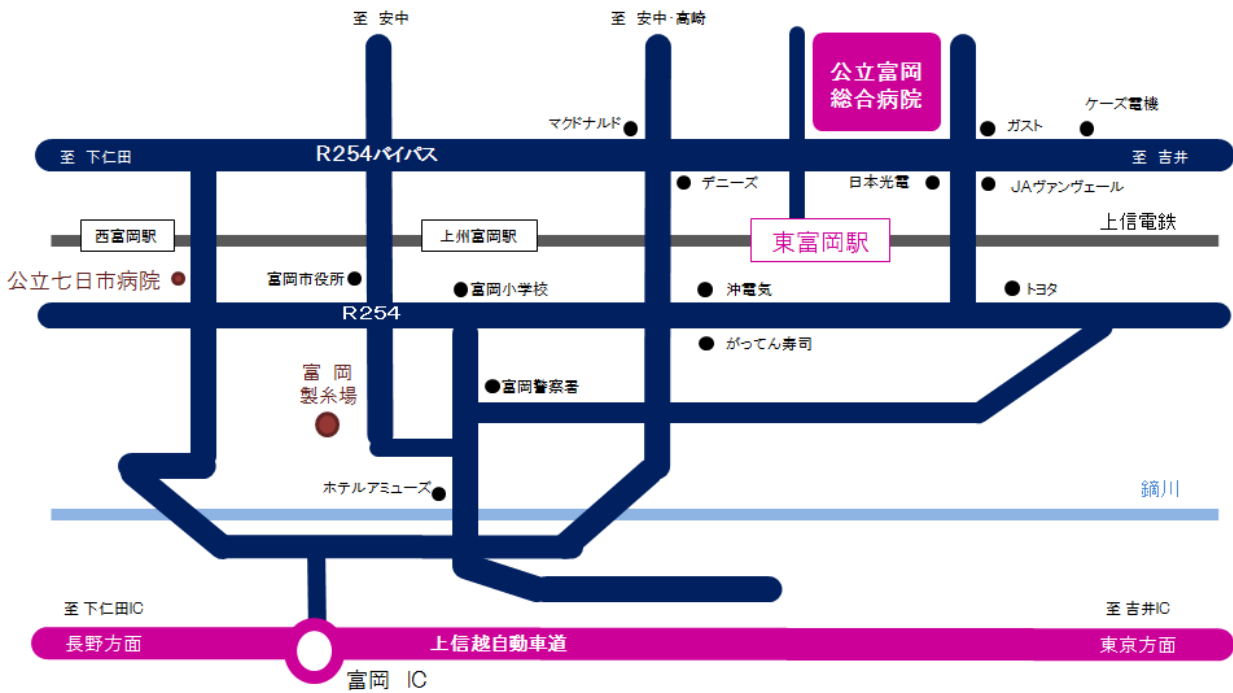 至 安中
至 安中・高崎
公立富岡
総合病院
マクドナルド
ガスト
ケーズ電機
至 下仁田
R254バイパス
至 吉井
デニーズ
日本光電
JAヴァンヴェール
上信電鉄
西富岡駅
上州富岡駅
東富岡駅
公立七日市病院
富岡市役所
富岡小学校
沖電気
トヨタ
R254
がってん寿司
富 岡
製糸場
富岡警察署
ホテルアミューズ
鏑川
至 下仁田IC
至 吉井IC
長野方面
上信越自動車道
東京方面
富岡 IC